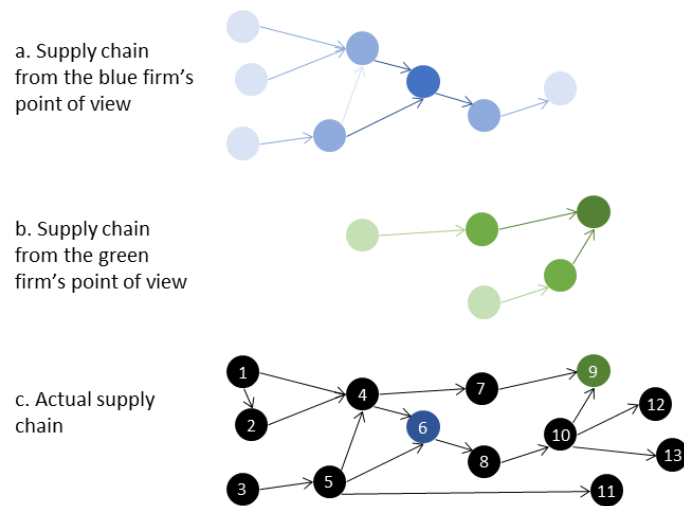 a. Supply chain
from the blue firm's
point of view
b. Supply chain
from the green
firm's point of view
c. Actual supply
chain
1
2
3
4
5
6
7
8
9
10
11
12
13